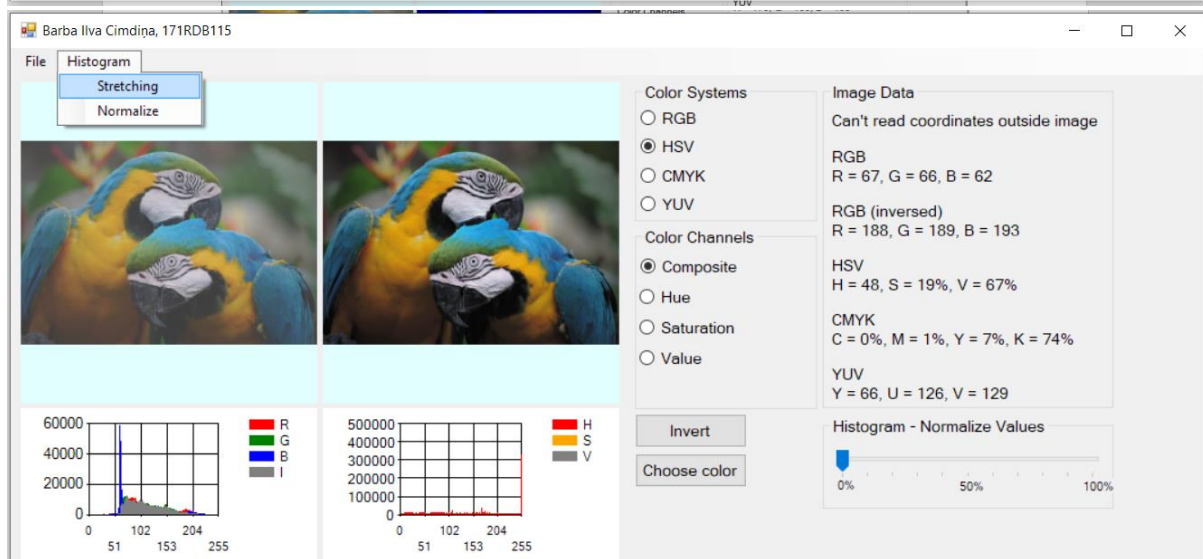 YUV
Color Channels
Barba Ilva Cimdiņa, 171RDB115
File Histogram
Stretching
Normalize
Color Systems
RGB
HSV
CMYK
YUV
Color Channels
Composite
Hue
Saturation
Value
Invert
Choose color
Image Data
Can't read coordinates outside image
RGB
R = 67, G = 66, B = 62
RGB (inversed)
R = 188, G = 189, B = 193
HSV
H = 48, S = 19%, V = 67%
CMYK
C = 0%, M = 1%, Y = 7%, K = 74%
YUV
Y = 66, U = 126, V = 129
Histogram - Normalize Values
0% 50% 100%
60000
40000
20000
0
0 102 204
51 153 255
R
G
B
I
500000
400000
300000
200000
100000
0
0 102 204
51 153 255
H
S
V